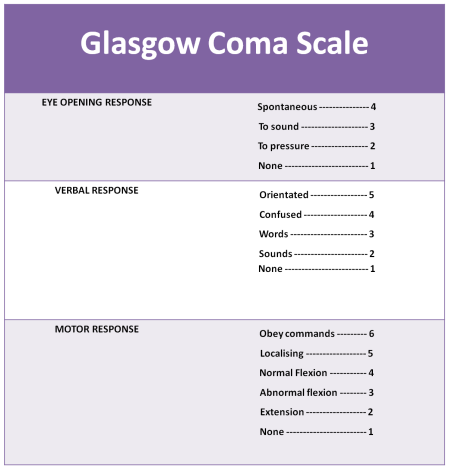 Glasgow Coma Scale
EYE OPENING RESPONSE
Spontaneous --------------- 4
To sound -------------------- 3
To pressure ----------------- 2
None ------------------------- 1
VERBAL RESPONSE
Orientated ----------------- 5
Confused -------------------- 4
Words ----------------------- 3
Sounds ---------------------- 2
None ------------------------- 1
MOTOR RESPONSE
Obey commands --------- 6
Localising ------------------ 5
Normal Flexion ----------- 4
Abnormal flexion -------- 3
Extension ------------------ 2
None ------------------------ 1